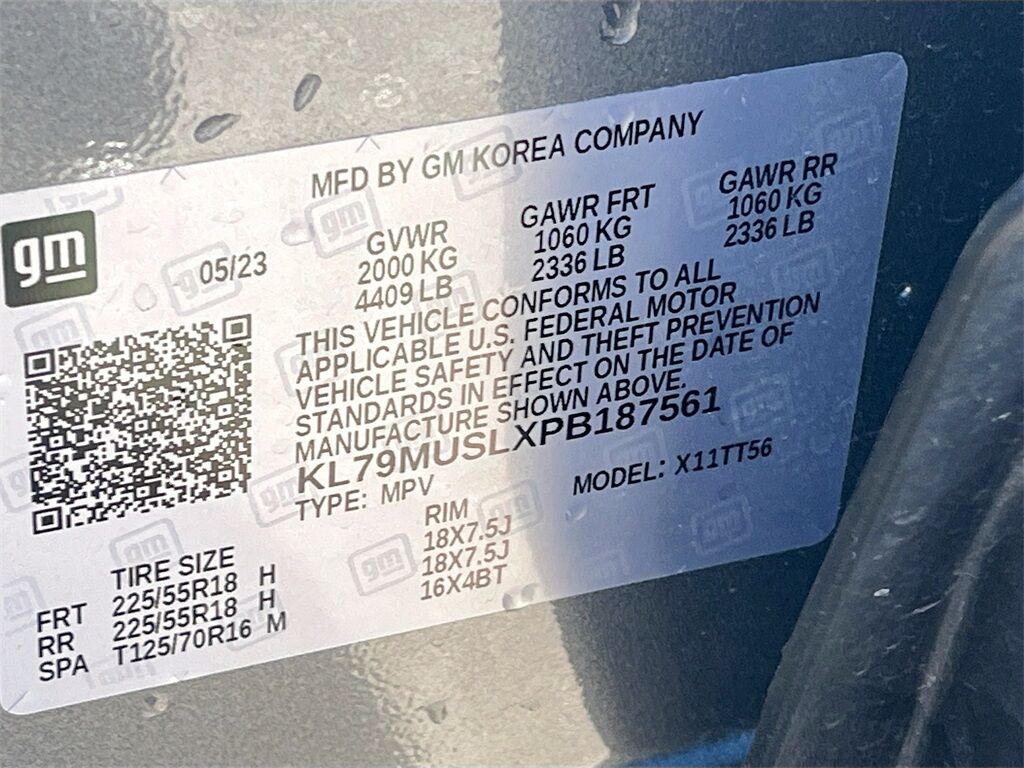 MFD BY GM KOREA COMPANY
gm
05/23
GVWR GAWR FRT GAWR RR
2000 KG 1060 KG 1060 KG
4409 LB 2336 LB 2336 LB
THIS VEHICLE CONFORMS TO ALL
APPLICABLE U.S. FEDERAL MOTOR
VEHICLE SAFETY AND THEFT PREVENTION
STANDARDS IN EFFECT ON THE DATE OF
MANUFACTURE SHOWN ABOVE.
KL79MUSLXPB187561
TYPE: MPV MODEL: X11TT56
TIRE SIZE RIM
FRT 225/55R18 H 18X7.5J
RR 225/55R18 H 18X7.5J
SPA T125/70R16 M 16X4BT